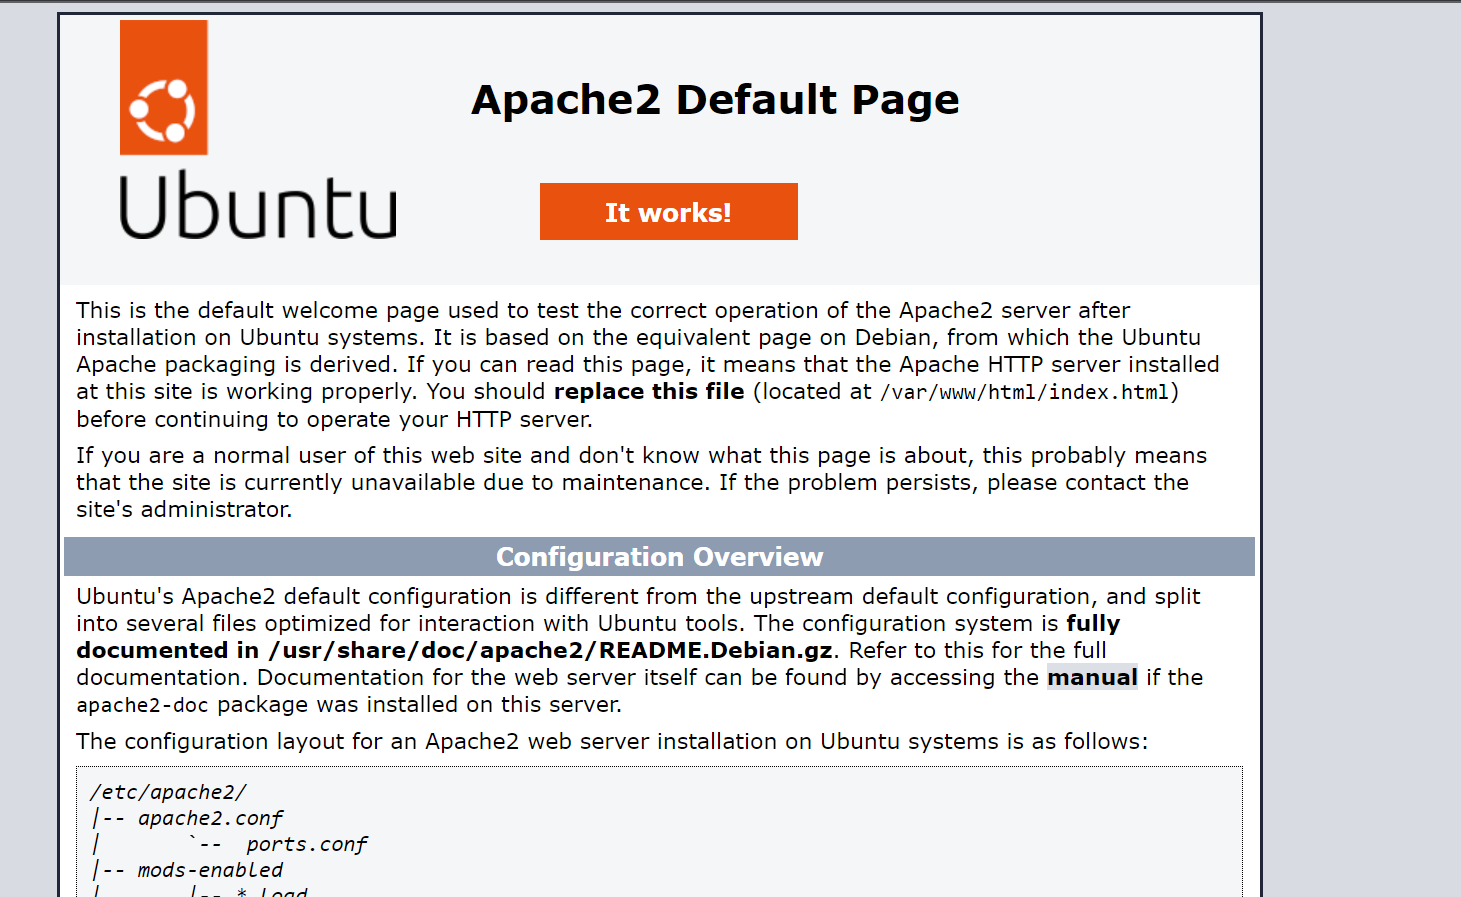 Ubuntu
Apache2 Default Page
It works!
This is the default welcome page used to test the correct operation of the Apache2 server after
installation on Ubuntu systems. It is based on the equivalent page on Debian, from which the Ubuntu
Apache packaging is derived. If you can read this page, it means that the Apache HTTP server installed
at this site is working properly. You should replace this file (located at /var/www/html/index.html)
before continuing to operate your HTTP server.
If you are a normal user of this web site and don't know what this page is about, this probably means
that the site is currently unavailable due to maintenance. If the problem persists, please contact the
site's administrator.
Configuration Overview
Ubuntu's Apache2 default configuration is different from the upstream default configuration, and split
into several files optimized for interaction with Ubuntu tools. The configuration system is fully
documented in /usr/share/doc/apache2/README.Debian.gz. Refer to this for the full
documentation. Documentation for the web server itself can be found by accessing the manual if the
apache2-doc package was installed on this server.
The configuration layout for an Apache2 web server installation on Ubuntu systems is as follows:
/etc/apache2/
|-- apache2.conf
|       `--  ports.conf
|-- mods-enabled
|       |-- *.load